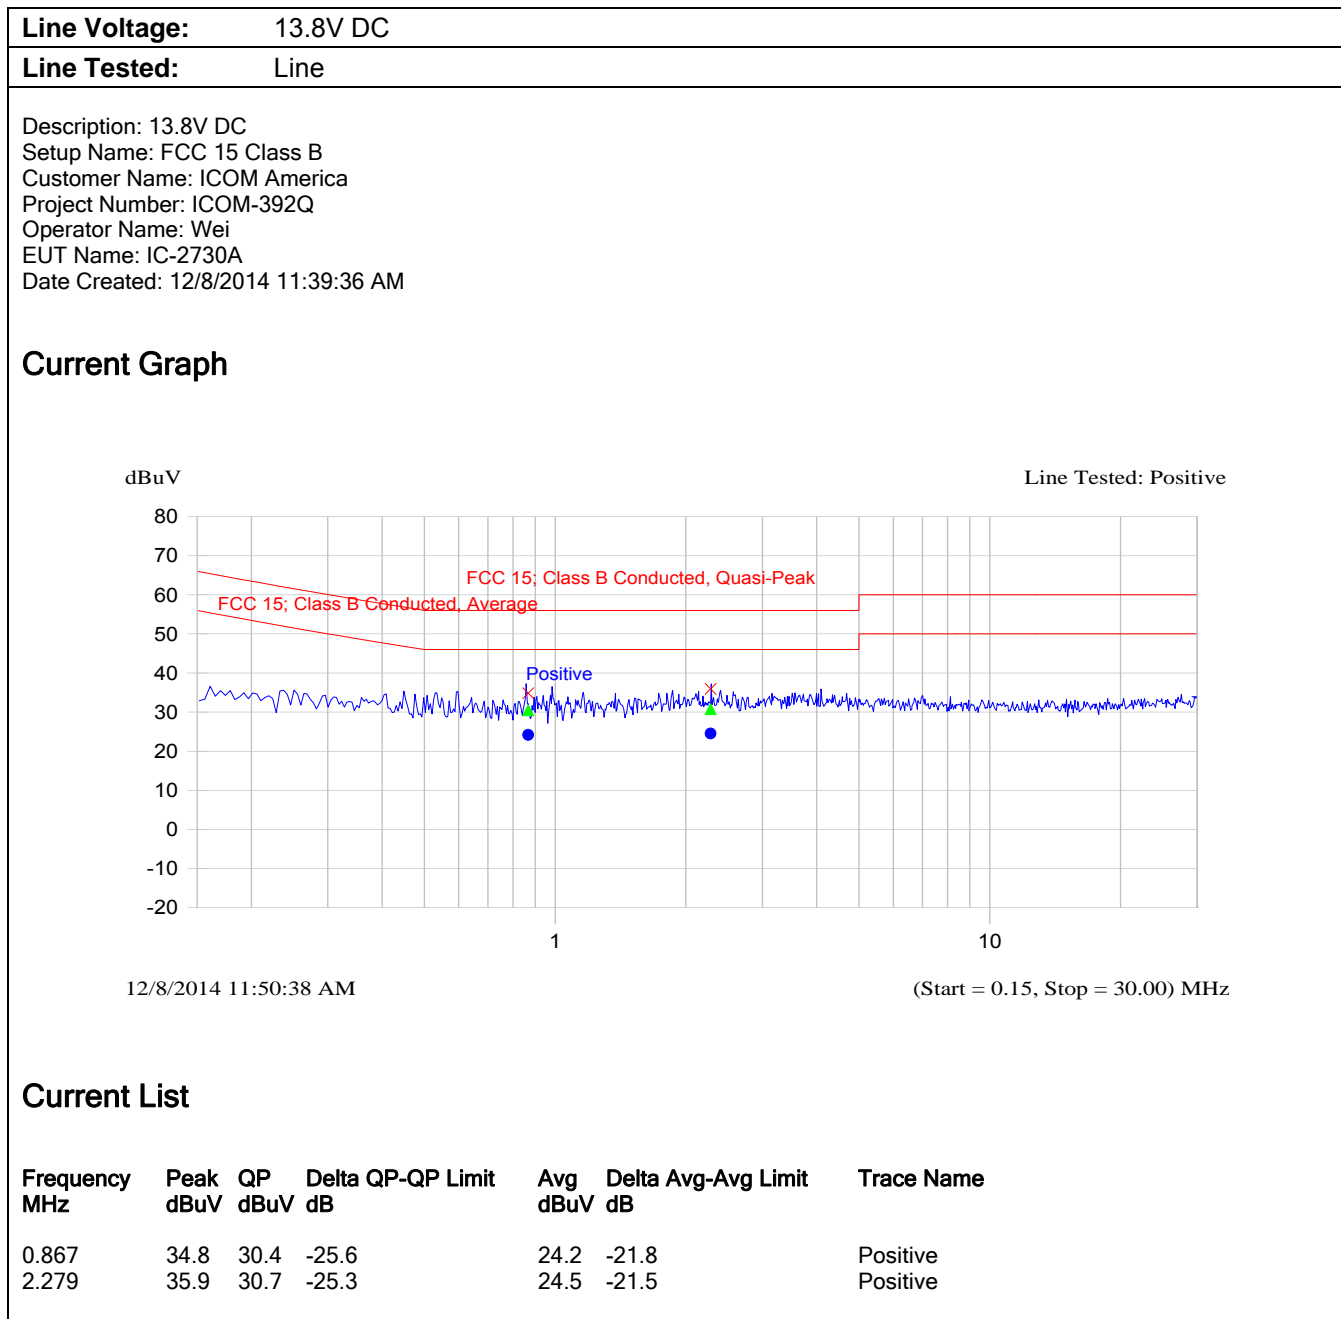 Line Voltage: 13.8V DC
Line Tested: Line
Description: 13.8V DC
Setup Name: FCC 15 Class B
Customer Name: ICOM America
Project Number: ICOM-392Q
Operator Name: Wei
EUT Name: IC-2730A
Date Created: 12/8/2014 11:39:36 AM
Current Graph
dBuV Line Tested: Positive
80
70
FCC 15; Class B Conducted, Quasi-Peak
60
FCC 15; Class B Conducted, Average
50
40
Positive
30
20
10
0
-10
-20
1 10
12/8/2014 11:50:38 AM (Start = 0.15, Stop = 30.00) MHz
Current List
Frequency Peak QP Delta QP-QP Limit Avg Delta Avg-Avg Limit Trace Name
MHz dBuV dBuV dB dBuV dB
0.867 34.8 30.4 -25.6 24.2 -21.8 Positive
2.279 35.9 30.7 -25.3 24.5 -21.5 Positive